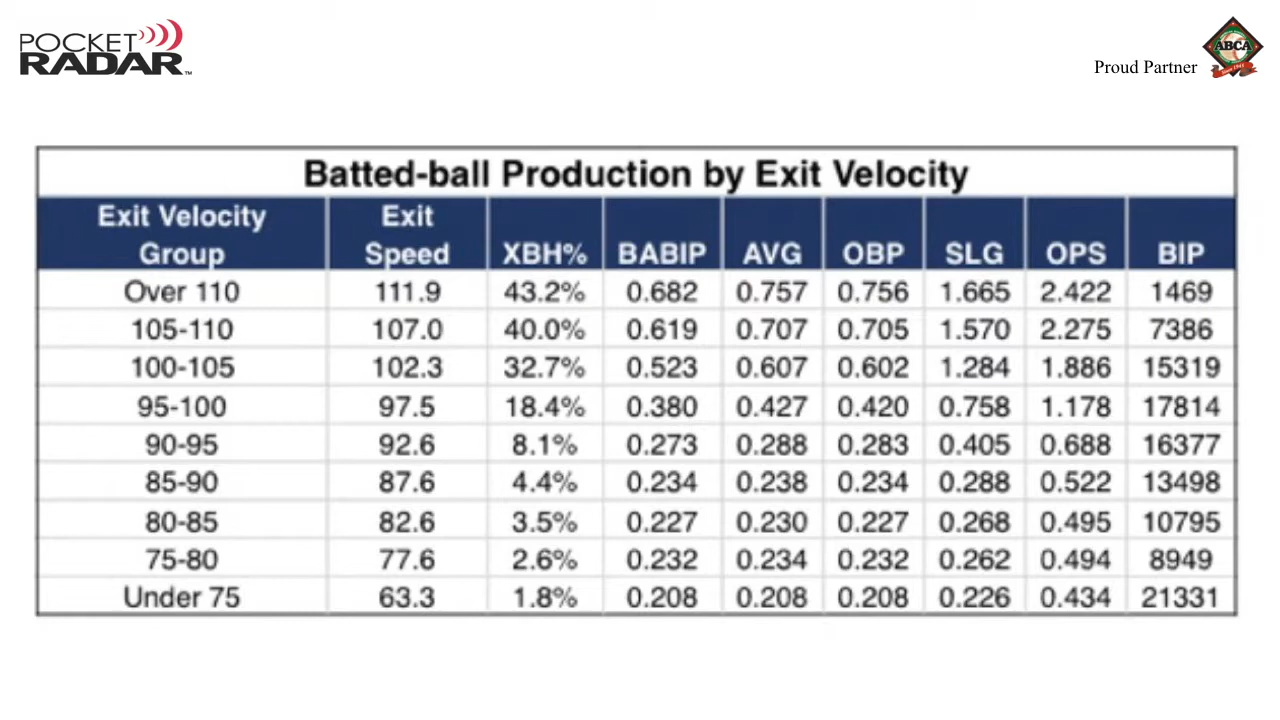 POCKET
RADAR™
Proud Partner
ABCA
Since 1945
Batted-ball Production by Exit Velocity
Exit Velocity Group Exit Speed XBH% BABIP AVG OBP SLG OPS BIP
Over 110 111.9 43.2% 0.682 0.757 0.756 1.665 2.422 1469
105-110 107.0 40.0% 0.619 0.707 0.705 1.570 2.275 7386
100-105 102.3 32.7% 0.523 0.607 0.602 1.284 1.886 15319
95-100 97.5 18.4% 0.380 0.427 0.420 0.758 1.178 17814
90-95 92.6 8.1% 0.273 0.288 0.283 0.405 0.688 16377
85-90 87.6 4.4% 0.234 0.238 0.234 0.288 0.522 13498
80-85 82.6 3.5% 0.227 0.230 0.227 0.268 0.495 10795
75-80 77.6 2.6% 0.232 0.234 0.232 0.262 0.494 8949
Under 75 63.3 1.8% 0.208 0.208 0.208 0.226 0.434 21331